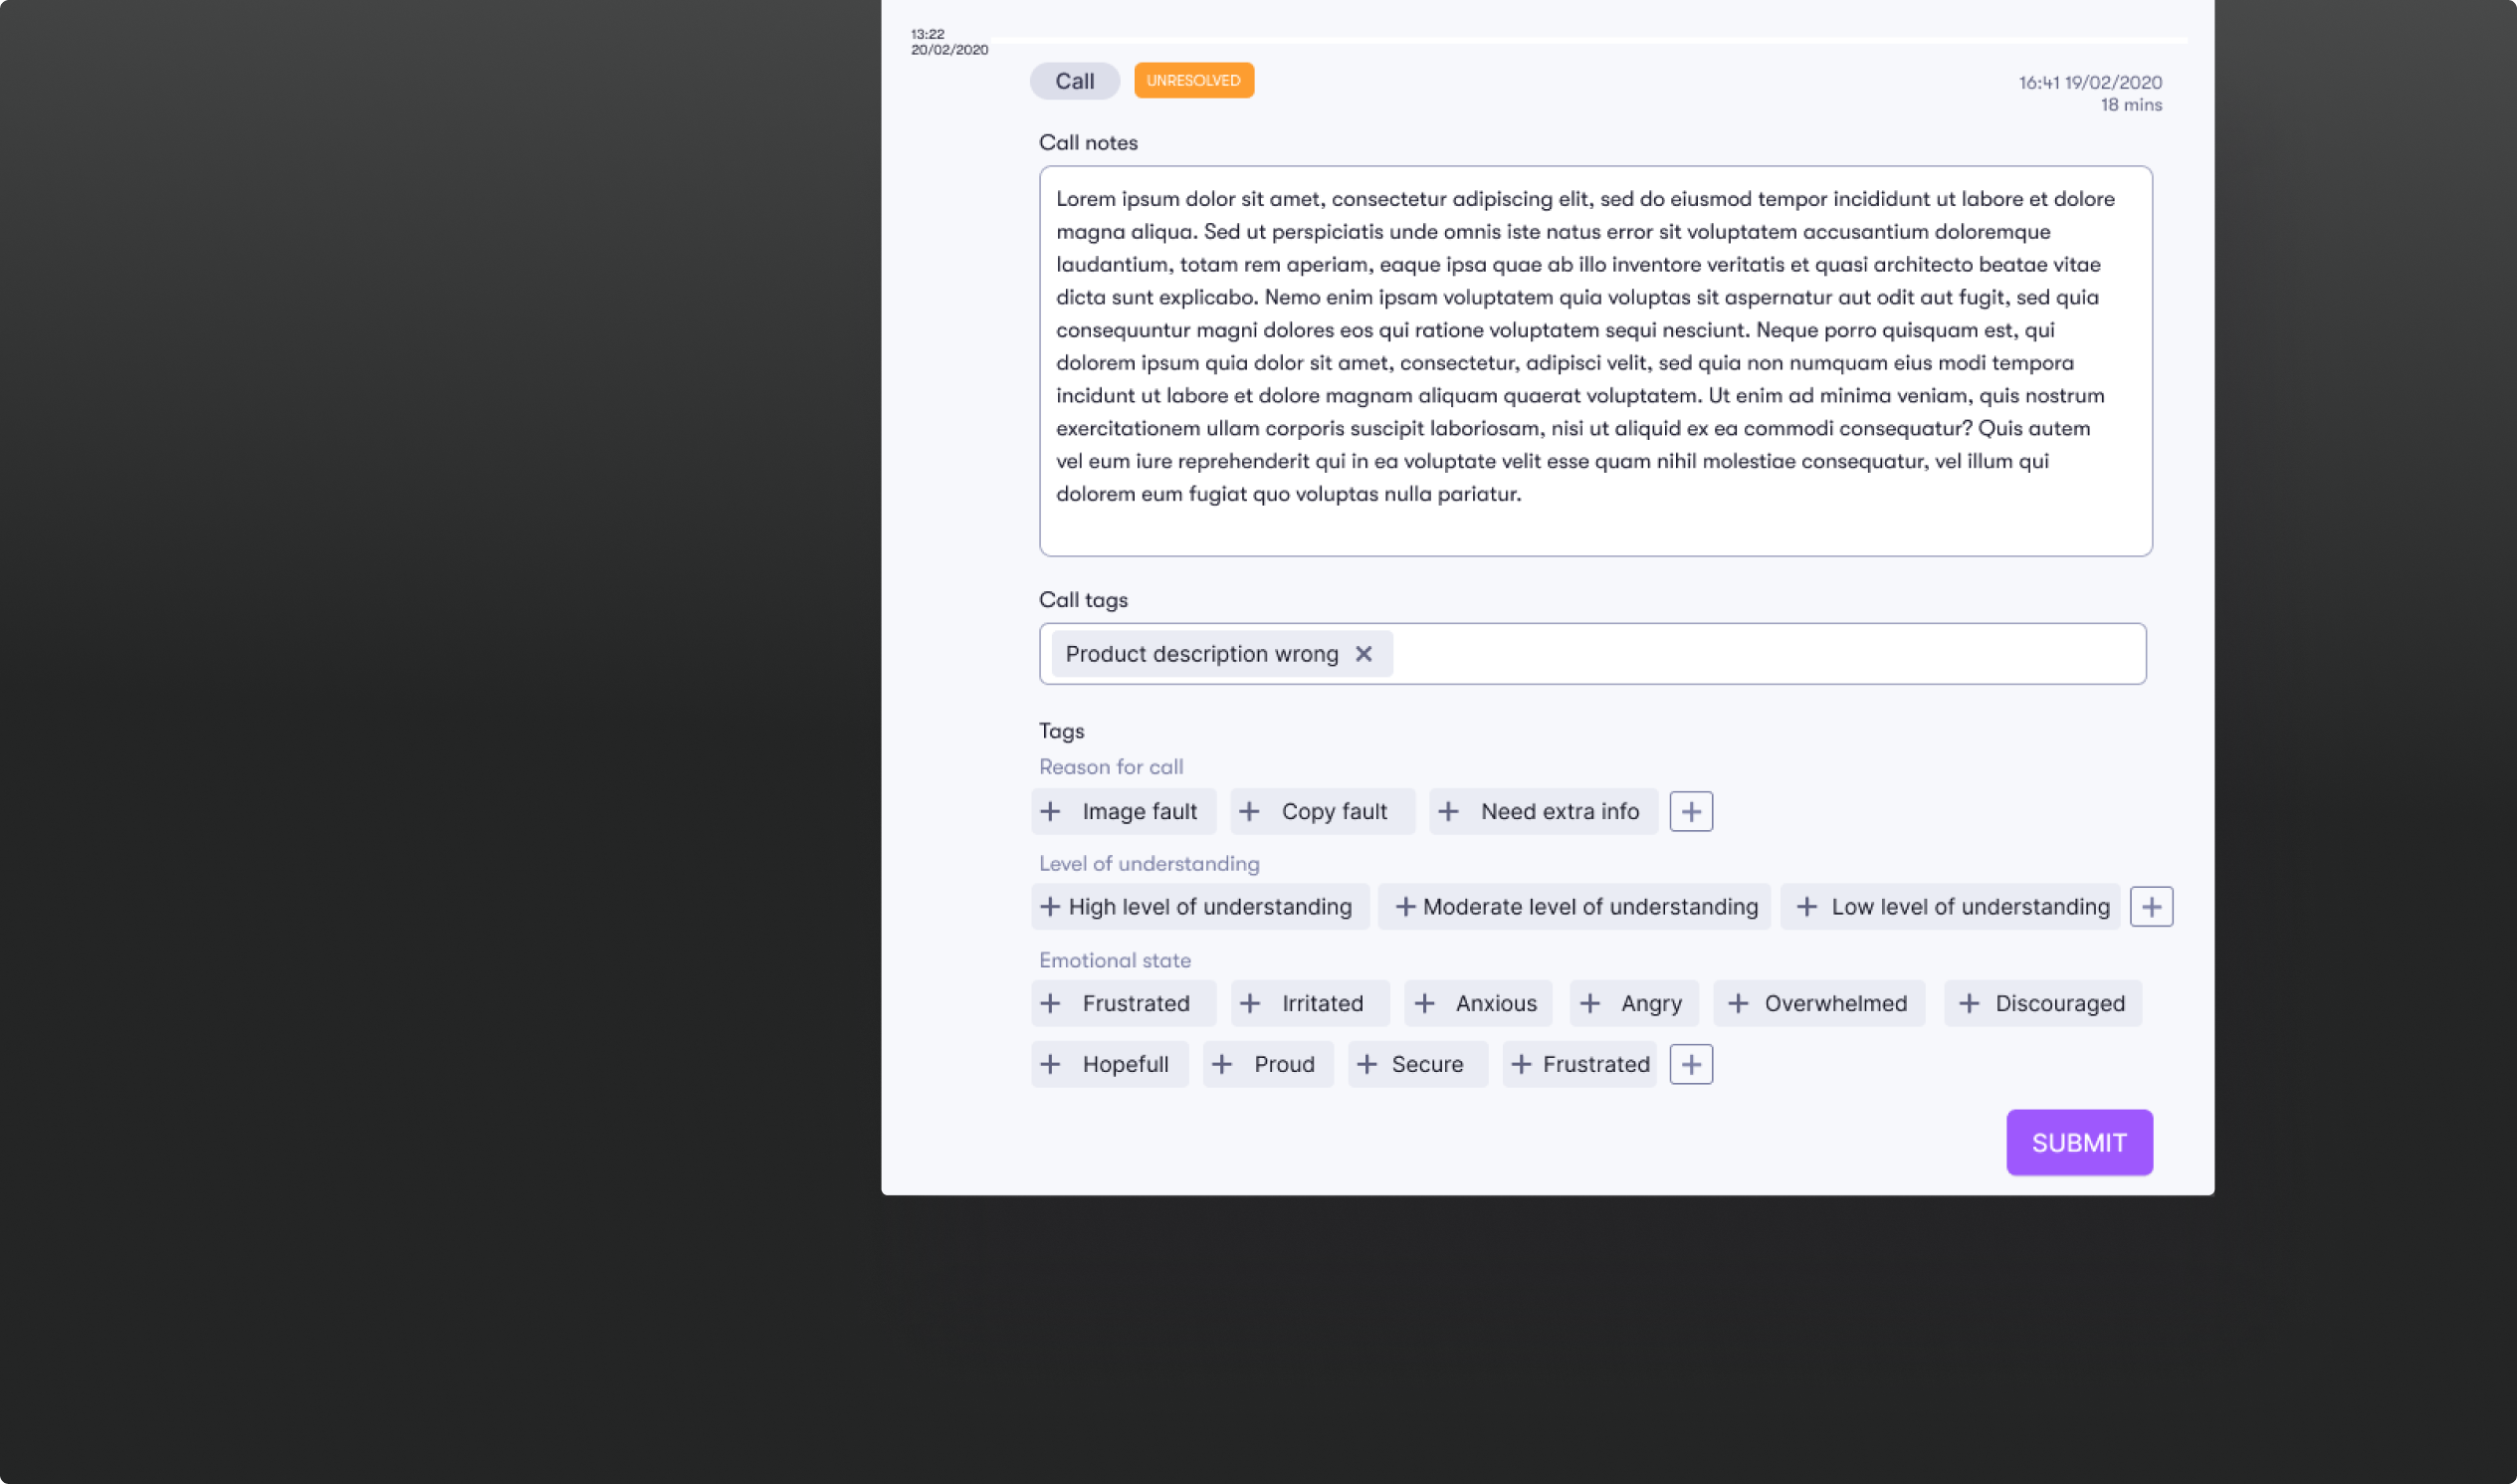 13:22
20/02/2020
Call UNRESOLVED 16:41 19/02/2020
18 mins
Call notes
Lorem ipsum dolor sit amet, consectetur adipiscing elit, sed do eiusmod tempor incididunt ut labore et dolore
magna aliqua. Sed ut perspiciatis unde omnis iste natus error sit voluptatem accusantium doloremque
laudantium, totam rem aperiam, eaque ipsa quae ab illo inventore veritatis et quasi architecto beatae vitae
dicta sunt explicabo. Nemo enim ipsam voluptatem quia voluptas sit aspernatur aut odit aut fugit, sed quia
consequuntur magni dolores eos qui ratione voluptatem sequi nesciunt. Neque porro quisquam est, qui
dolorem ipsum quia dolor sit amet, consectetur, adipisci velit, sed quia non numquam eius modi tempora
incidunt ut labore et dolore magnam aliquam quaerat voluptatem. Ut enim ad minima veniam, quis nostrum
exercitationem ullam corporis suscipit laboriosam, nisi ut aliquid ex ea commodi consequatur? Quis autem
vel eum iure reprehenderit qui in ea voluptate velit esse quam nihil molestiae consequatur, vel illum qui
dolorem eum fugiat quo voluptas nulla pariatur.
Call tags
Product description wrong
Tags
Reason for call
+ Image fault + Copy fault + Need extra info +
Level of understanding
+ High level of understanding + Moderate level of understanding + Low level of understanding +
Emotional state
+ Frustrated + Irritated + Anxious + Angry + Overwhelmed + Discouraged
+ Hopefull + Proud + Secure + Frustrated +
SUBMIT